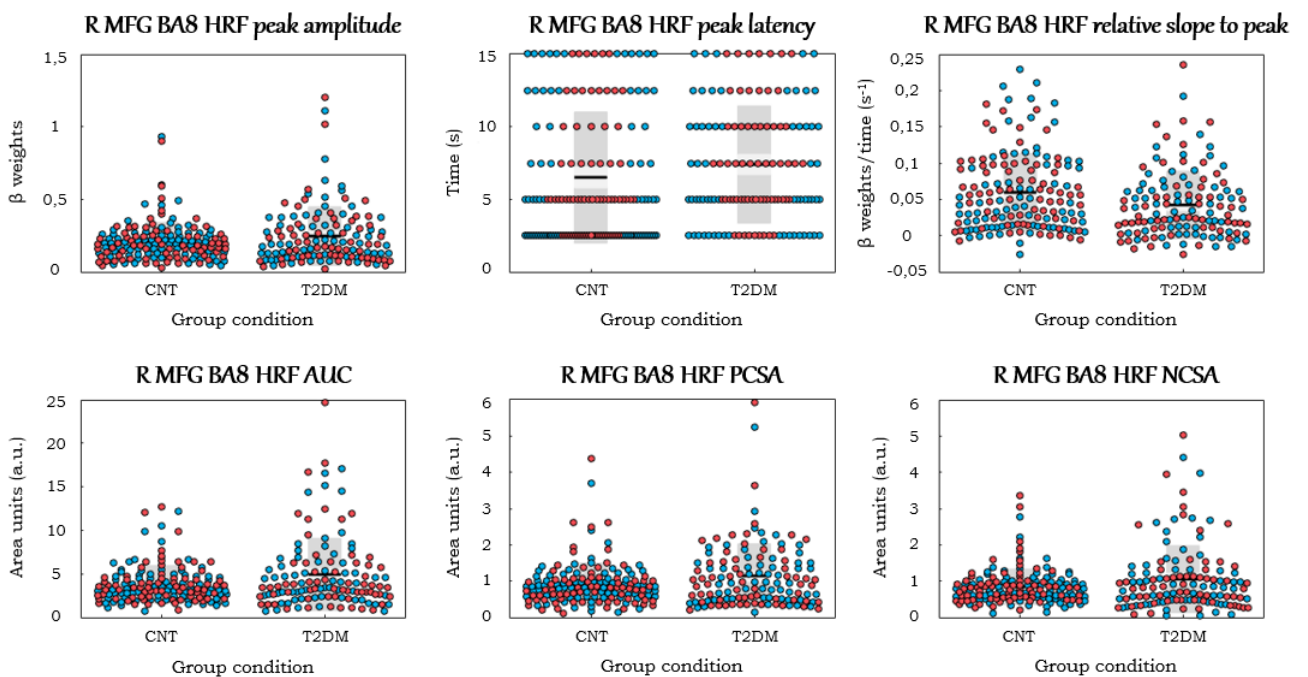 R MFG BA8 HRF peak amplitude
1,5
1
0,5
0
β weights
CNT
T2DM
Group condition
R MFG BA8 HRF peak latency
15
10
5
0
Time (s)
CNT
T2DM
Group condition
R MFG BA8 HRF relative slope to peak
0,25
0,2
0,15
0,1
0,05
0
-0,05
β weights/time (s⁻¹)
CNT
T2DM
Group condition
R MFG BA8 HRF AUC
25
20
15
10
5
0
Area units (a.u.)
CNT
T2DM
Group condition
R MFG BA8 HRF PCSA
6
5
4
3
2
1
0
Area units (a.u.)
CNT
T2DM
Group condition
R MFG BA8 HRF NCSA
6
5
4
3
2
1
0
Area units (a.u.)
CNT
T2DM
Group condition